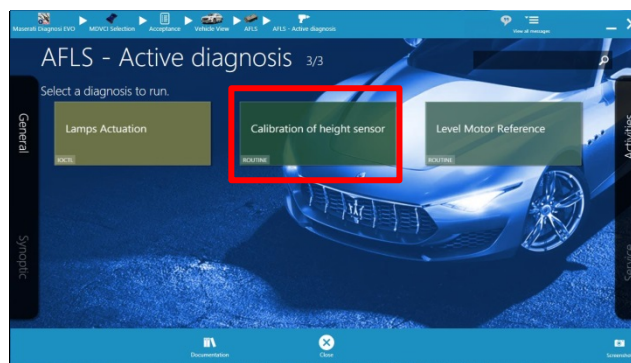 Maserati Diagnosi EVO
MDVCI Selection
Acceptance
Vehicle View
AFLS
AFLS - Active diagnosis
View all messages
AFLS - Active diagnosis 3/3
Select a diagnosis to run.
General
Synoptic
Lamps Actuation
IOCTL
Calibration of height sensor
ROUTINE
Level Motor Reference
ROUTINE
Activities
Service
Documentation
Close
Screenshot